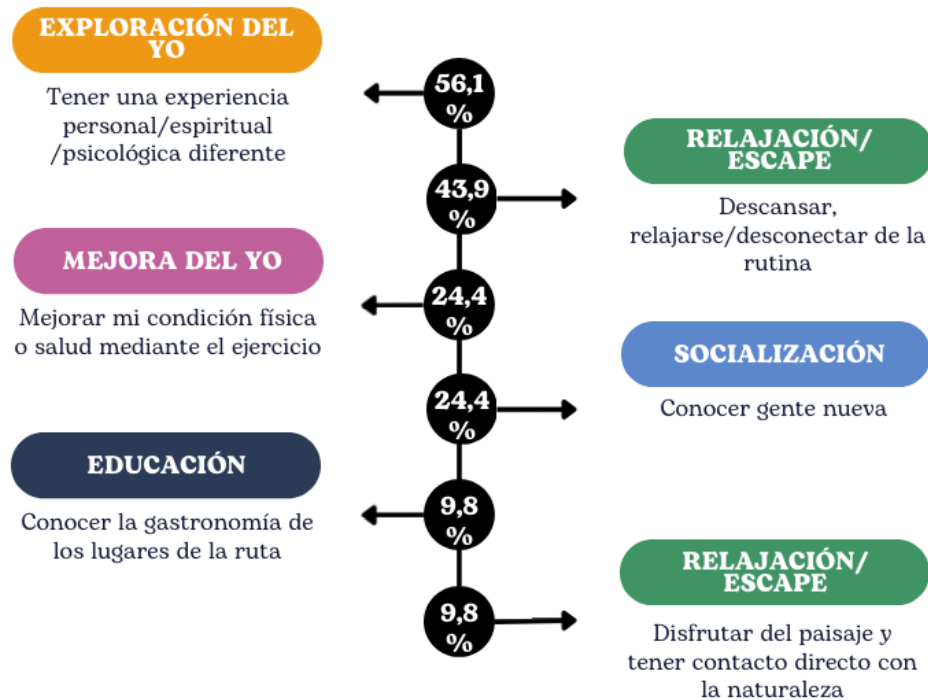 EXPLORACIÓN DEL
YO
Tener una experiencia
personal/espiritual
/psicológica diferente
56,1
%
43,9
%
RELAJACIÓN/
ESCAPE
Descansar,
relajarse/desconectar de la
rutina
MEJORA DEL YO
Mejorar mi condición física
o salud mediante el ejercicio
24,4
%
24,4
%
SOCIALIZACIÓN
Conocer gente nueva
EDUCACIÓN
Conocer la gastronomía de
los lugares de la ruta
9,8
%
9,8
%
RELAJACIÓN/
ESCAPE
Disfrutar del paisaje y
tener contacto directo con
la naturaleza